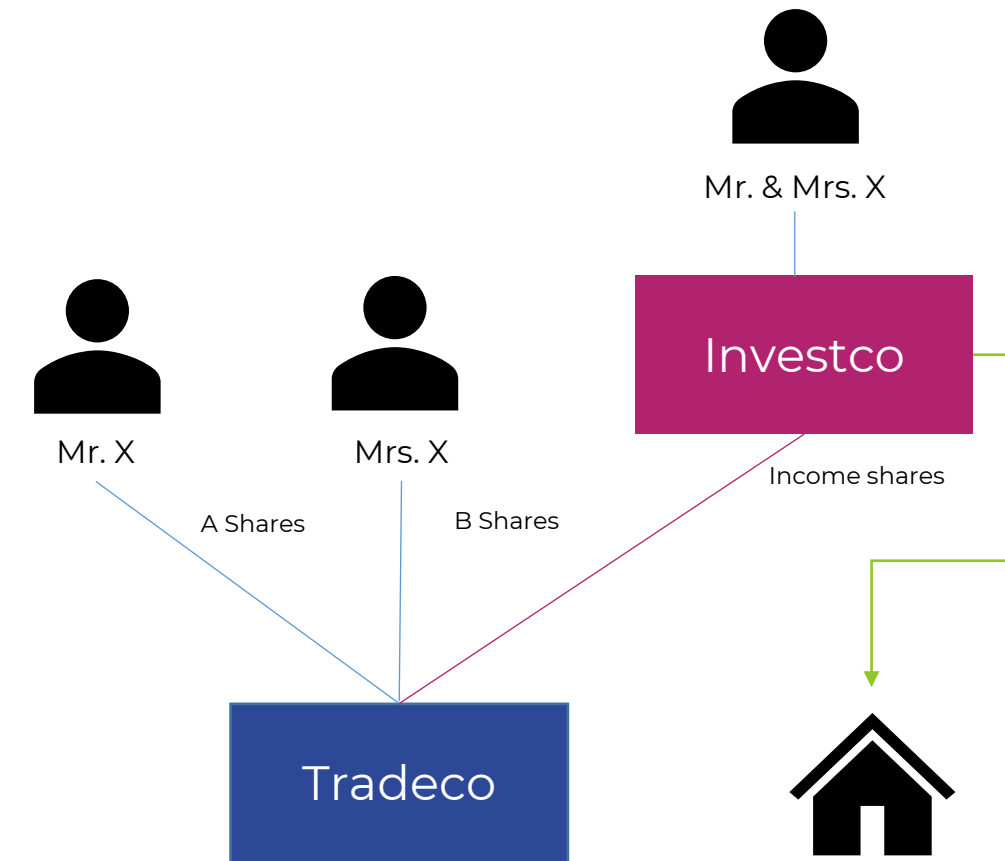 Mr. & Mrs. X
Investco
Mr. X
Mrs. X
Income shares
A Shares
B Shares
Tradeco